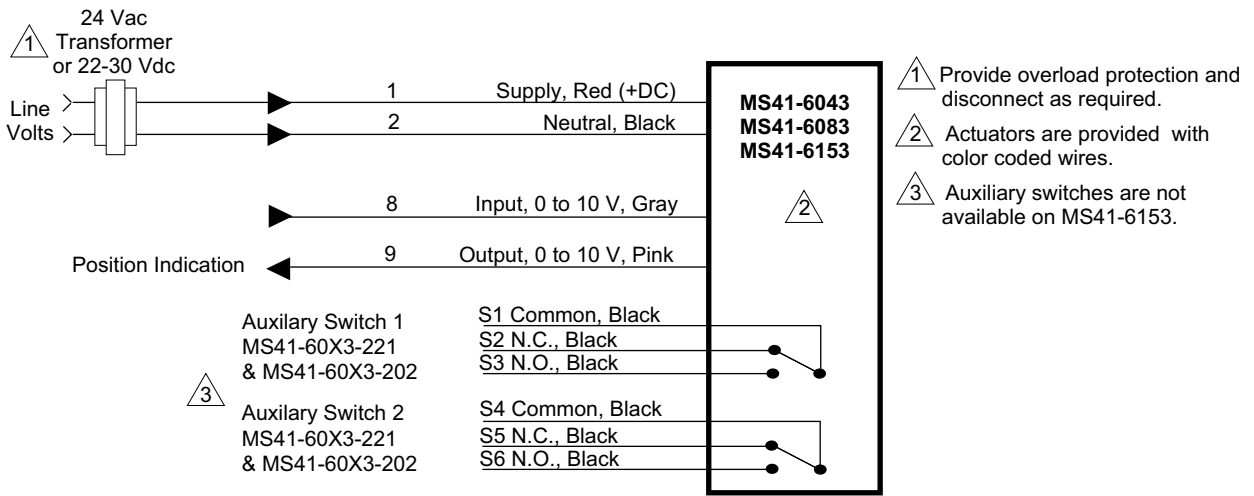 24 Vac
Transformer
or 22-30 Vdc
1
Line
Volts
1 Supply, Red (+DC)
2 Neutral, Black
8 Input, 0 to 10 V, Gray
9 Output, 0 to 10 V, Pink
Position Indication
Auxilary Switch 1
MS41-60X3-221
& MS41-60X3-202
S1 Common, Black
S2 N.C., Black
S3 N.O., Black
3
Auxilary Switch 2
MS41-60X3-221
& MS41-60X3-202
S4 Common, Black
S5 N.C., Black
S6 N.O., Black
MS41-6043
MS41-6083
MS41-6153
2
1 Provide overload protection and
disconnect as required.
2 Actuators are provided with
color coded wires.
3 Auxiliary switches are not
available on MS41-6153.